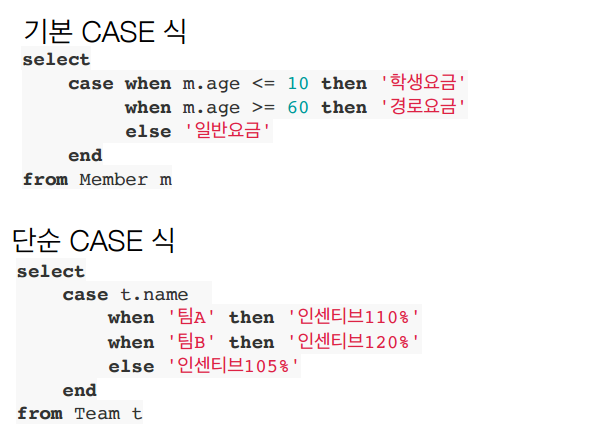 기본 CASE 식
select
    case when m.age <= 10 then '학생요금'
         when m.age >= 60 then '경로요금'
         else '일반요금'
    end
from Member m
단순 CASE 식
select
    case t.name
        when '팀A' then '인센티브110%'
        when '팀B' then '인센티브120%'
        else '인센티브105%'
    end
from Team t